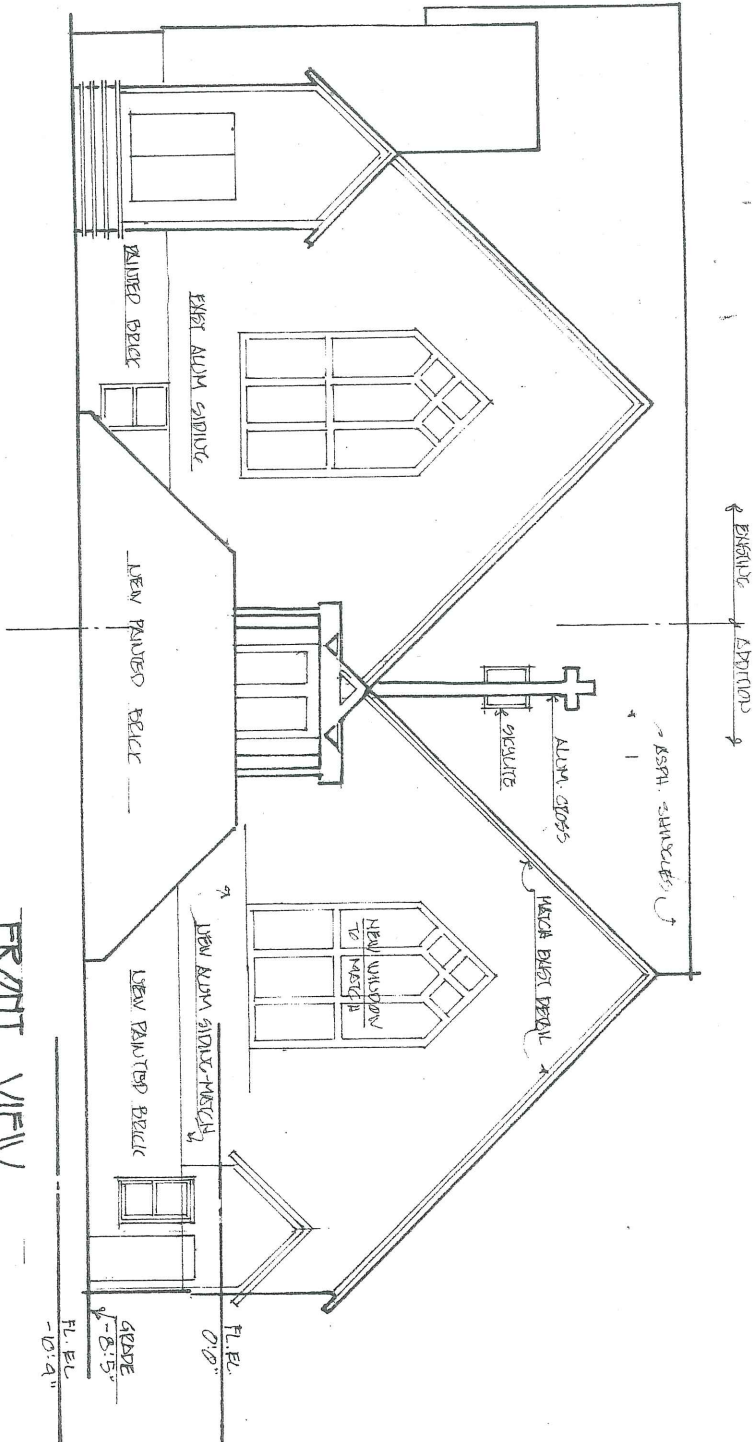 EXISTING
ADDITION
ASPH. SHINGLES
ALUM. CROSS
SKYLITE
MATCH EXIST DETAIL
EXIST ALUM SIDING
PAINTED BRICK
NEW PAINTED BRICK
NEW WINDOW
TO MATCH
NEW ALUM SIDING-MATCH
NEW PAINTED BRICK
FL. EL.
0'.0"
GRADE
-8'.5"
FL. EL.
-10'.9"
FRONT VIEW